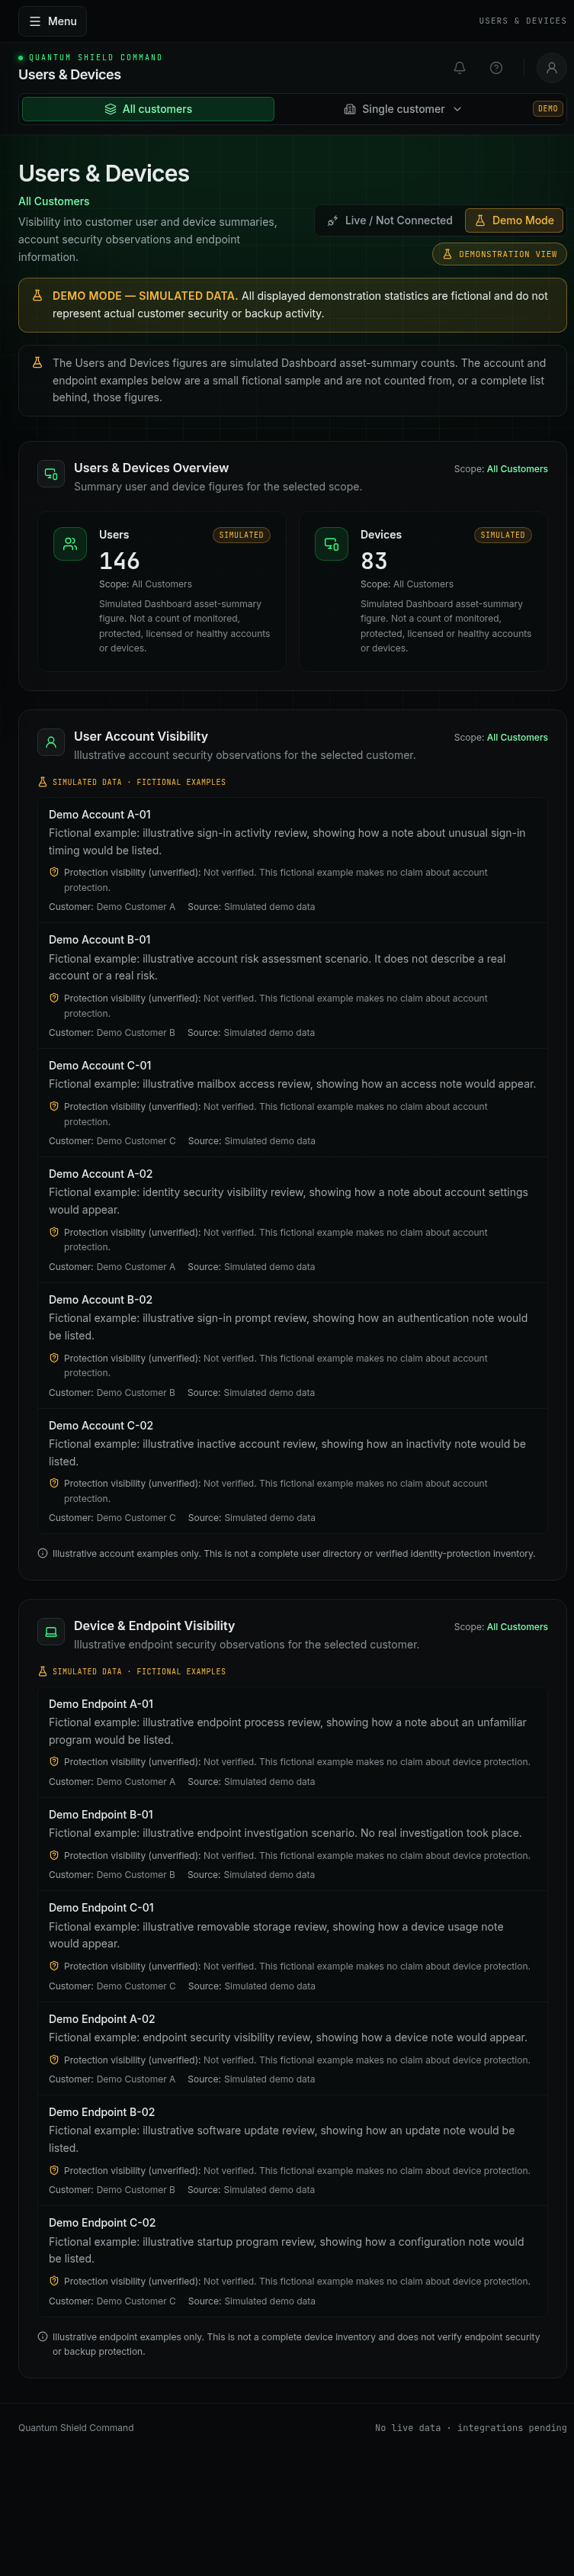 Menu
USERS & DEVICES
QUANTUM SHIELD COMMAND
Users & Devices
All customers
Single customer
DEMO
Users & Devices
All Customers
Visibility into customer user and device summaries,
account security observations and endpoint
information.
Live / Not Connected
Demo Mode
DEMONSTRATION VIEW
DEMO MODE — SIMULATED DATA. All displayed demonstration statistics are fictional and do not
represent actual customer security or backup activity.
The Users and Devices figures are simulated Dashboard asset-summary counts. The account and
endpoint examples below are a small fictional sample and are not counted from, or a complete list
behind, those figures.
Users & Devices Overview
Scope: All Customers
Summary user and device figures for the selected scope.
Users
SIMULATED
146
Scope: All Customers
Simulated Dashboard asset-summary
figure. Not a count of monitored,
protected, licensed or healthy accounts
or devices.
Devices
SIMULATED
83
Scope: All Customers
Simulated Dashboard asset-summary
figure. Not a count of monitored,
protected, licensed or healthy accounts
or devices.
User Account Visibility
Scope: All Customers
Illustrative account security observations for the selected customer.
SIMULATED DATA · FICTIONAL EXAMPLES
Demo Account A-01
Fictional example: illustrative sign-in activity review, showing how a note about unusual sign-in
timing would be listed.
Protection visibility (unverified): Not verified. This fictional example makes no claim about account
protection.
Customer: Demo Customer A Source: Simulated demo data
Demo Account B-01
Fictional example: illustrative account risk assessment scenario. It does not describe a real
account or a real risk.
Protection visibility (unverified): Not verified. This fictional example makes no claim about account
protection.
Customer: Demo Customer B Source: Simulated demo data
Demo Account C-01
Fictional example: illustrative mailbox access review, showing how an access note would appear.
Protection visibility (unverified): Not verified. This fictional example makes no claim about account
protection.
Customer: Demo Customer C Source: Simulated demo data
Demo Account A-02
Fictional example: identity security visibility review, showing how a note about account settings
would appear.
Protection visibility (unverified): Not verified. This fictional example makes no claim about account
protection.
Customer: Demo Customer A Source: Simulated demo data
Demo Account B-02
Fictional example: illustrative sign-in prompt review, showing how an authentication note would
be listed.
Protection visibility (unverified): Not verified. This fictional example makes no claim about account
protection.
Customer: Demo Customer B Source: Simulated demo data
Demo Account C-02
Fictional example: illustrative inactive account review, showing how an inactivity note would be
listed.
Protection visibility (unverified): Not verified. This fictional example makes no claim about account
protection.
Customer: Demo Customer C Source: Simulated demo data
Illustrative account examples only. This is not a complete user directory or verified identity-protection inventory.
Device & Endpoint Visibility
Scope: All Customers
Illustrative endpoint security observations for the selected customer.
SIMULATED DATA · FICTIONAL EXAMPLES
Demo Endpoint A-01
Fictional example: illustrative endpoint process review, showing how a note about an unfamiliar
program would be listed.
Protection visibility (unverified): Not verified. This fictional example makes no claim about device protection.
Customer: Demo Customer A Source: Simulated demo data
Demo Endpoint B-01
Fictional example: illustrative endpoint investigation scenario. No real investigation took place.
Protection visibility (unverified): Not verified. This fictional example makes no claim about device protection.
Customer: Demo Customer B Source: Simulated demo data
Demo Endpoint C-01
Fictional example: illustrative removable storage review, showing how a device usage note
would appear.
Protection visibility (unverified): Not verified. This fictional example makes no claim about device protection.
Customer: Demo Customer C Source: Simulated demo data
Demo Endpoint A-02
Fictional example: endpoint security visibility review, showing how a device note would appear.
Protection visibility (unverified): Not verified. This fictional example makes no claim about device protection.
Customer: Demo Customer A Source: Simulated demo data
Demo Endpoint B-02
Fictional example: illustrative software update review, showing how an update note would be
listed.
Protection visibility (unverified): Not verified. This fictional example makes no claim about device protection.
Customer: Demo Customer B Source: Simulated demo data
Demo Endpoint C-02
Fictional example: illustrative startup program review, showing how a configuration note would
be listed.
Protection visibility (unverified): Not verified. This fictional example makes no claim about device protection.
Customer: Demo Customer C Source: Simulated demo data
Illustrative endpoint examples only. This is not a complete device inventory and does not verify endpoint security
or backup protection.
Quantum Shield Command
No live data · integrations pending